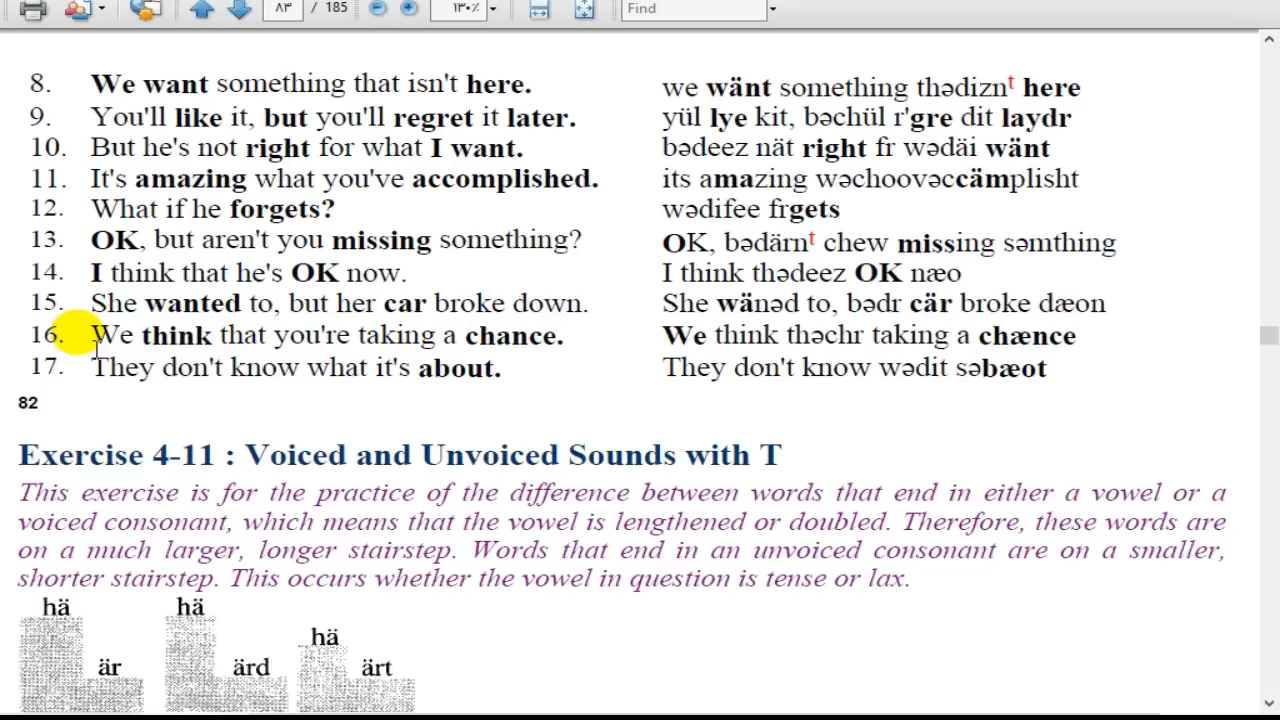 ۸۳ / 185 ۱۳۰٪ Find
8. We want something that isn't here. we wänt something thədiznᵗ here
9. You'll like it, but you'll regret it later. yül lye kit, bəchül r'gre dit laydr
10. But he's not right for what I want. bədeez nät right fr wədäi wänt
11. It's amazing what you've accomplished. its amazing wəchoovəccämplisht
12. What if he forgets? wədifee frgets
13. OK, but aren't you missing something? OK, bədärnᵗ chew missing səmthing
14. I think that he's OK now. I think thədeez OK næo
15. She wanted to, but her car broke down. She wänəd to, bədr cär broke dæon
16. We think that you're taking a chance. We think thəchr taking a chænce
17. They don't know what it's about. They don't know wədit səbæot
82
Exercise 4-11 : Voiced and Unvoiced Sounds with T
This exercise is for the practice of the difference between words that end in either a vowel or a
voiced consonant, which means that the vowel is lengthened or doubled. Therefore, these words are
on a much larger, longer stairstep. Words that end in an unvoiced consonant are on a smaller,
shorter stairstep. This occurs whether the vowel in question is tense or lax.
hä hä hä
är ärd ärt